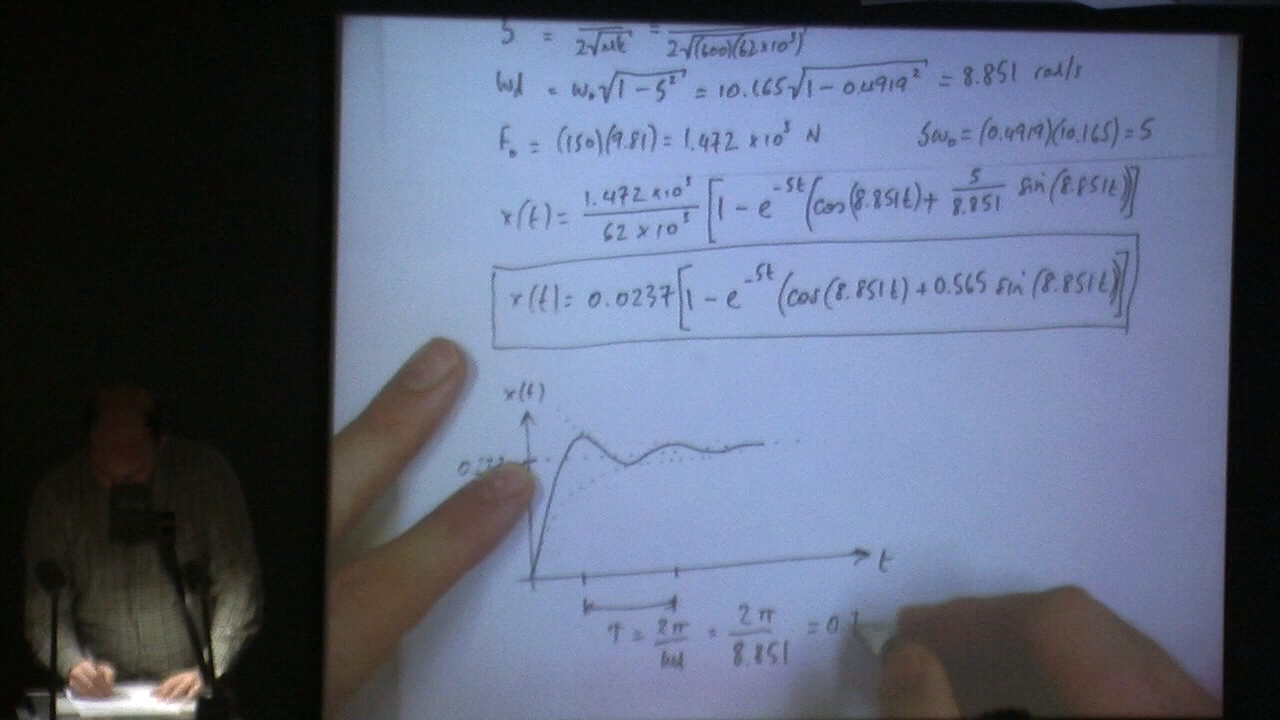 ζ = ――― = ―――
2√mk 2√(600)(62×10³)
ωd = ω₀√1-ζ² = 10.165√1-0.4919² = 8.851 rad/s
F₀ = (150)(9.81) = 1.472 × 10³ N ζω₀ = (0.4919)(10.165) = 5
x(t) = 1.472×10³/62×10³ [1 - e^-5t (cos(8.851t) + 5/8.851 sin(8.851t))]
x(t) = 0.0237[1 - e^-5t (cos(8.851t) + 0.565 sin(8.851t))]
x(t)
t
T = 2π/ωd = 2π/8.851 = 0.7